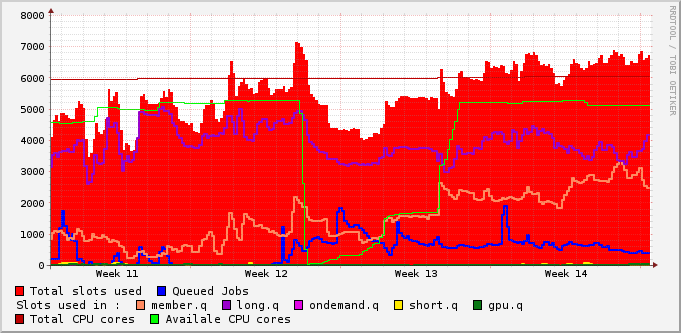 RRDTOOL / TOBI OETIKER
8000
7000
6000
5000
4000
3000
2000
1000
0
Week 11 Week 12 Week 13 Week 14
Total slots used Queued Jobs
Slots used in : member.q long.q ondemand.q short.q gpu.q
Total CPU cores Availale CPU cores